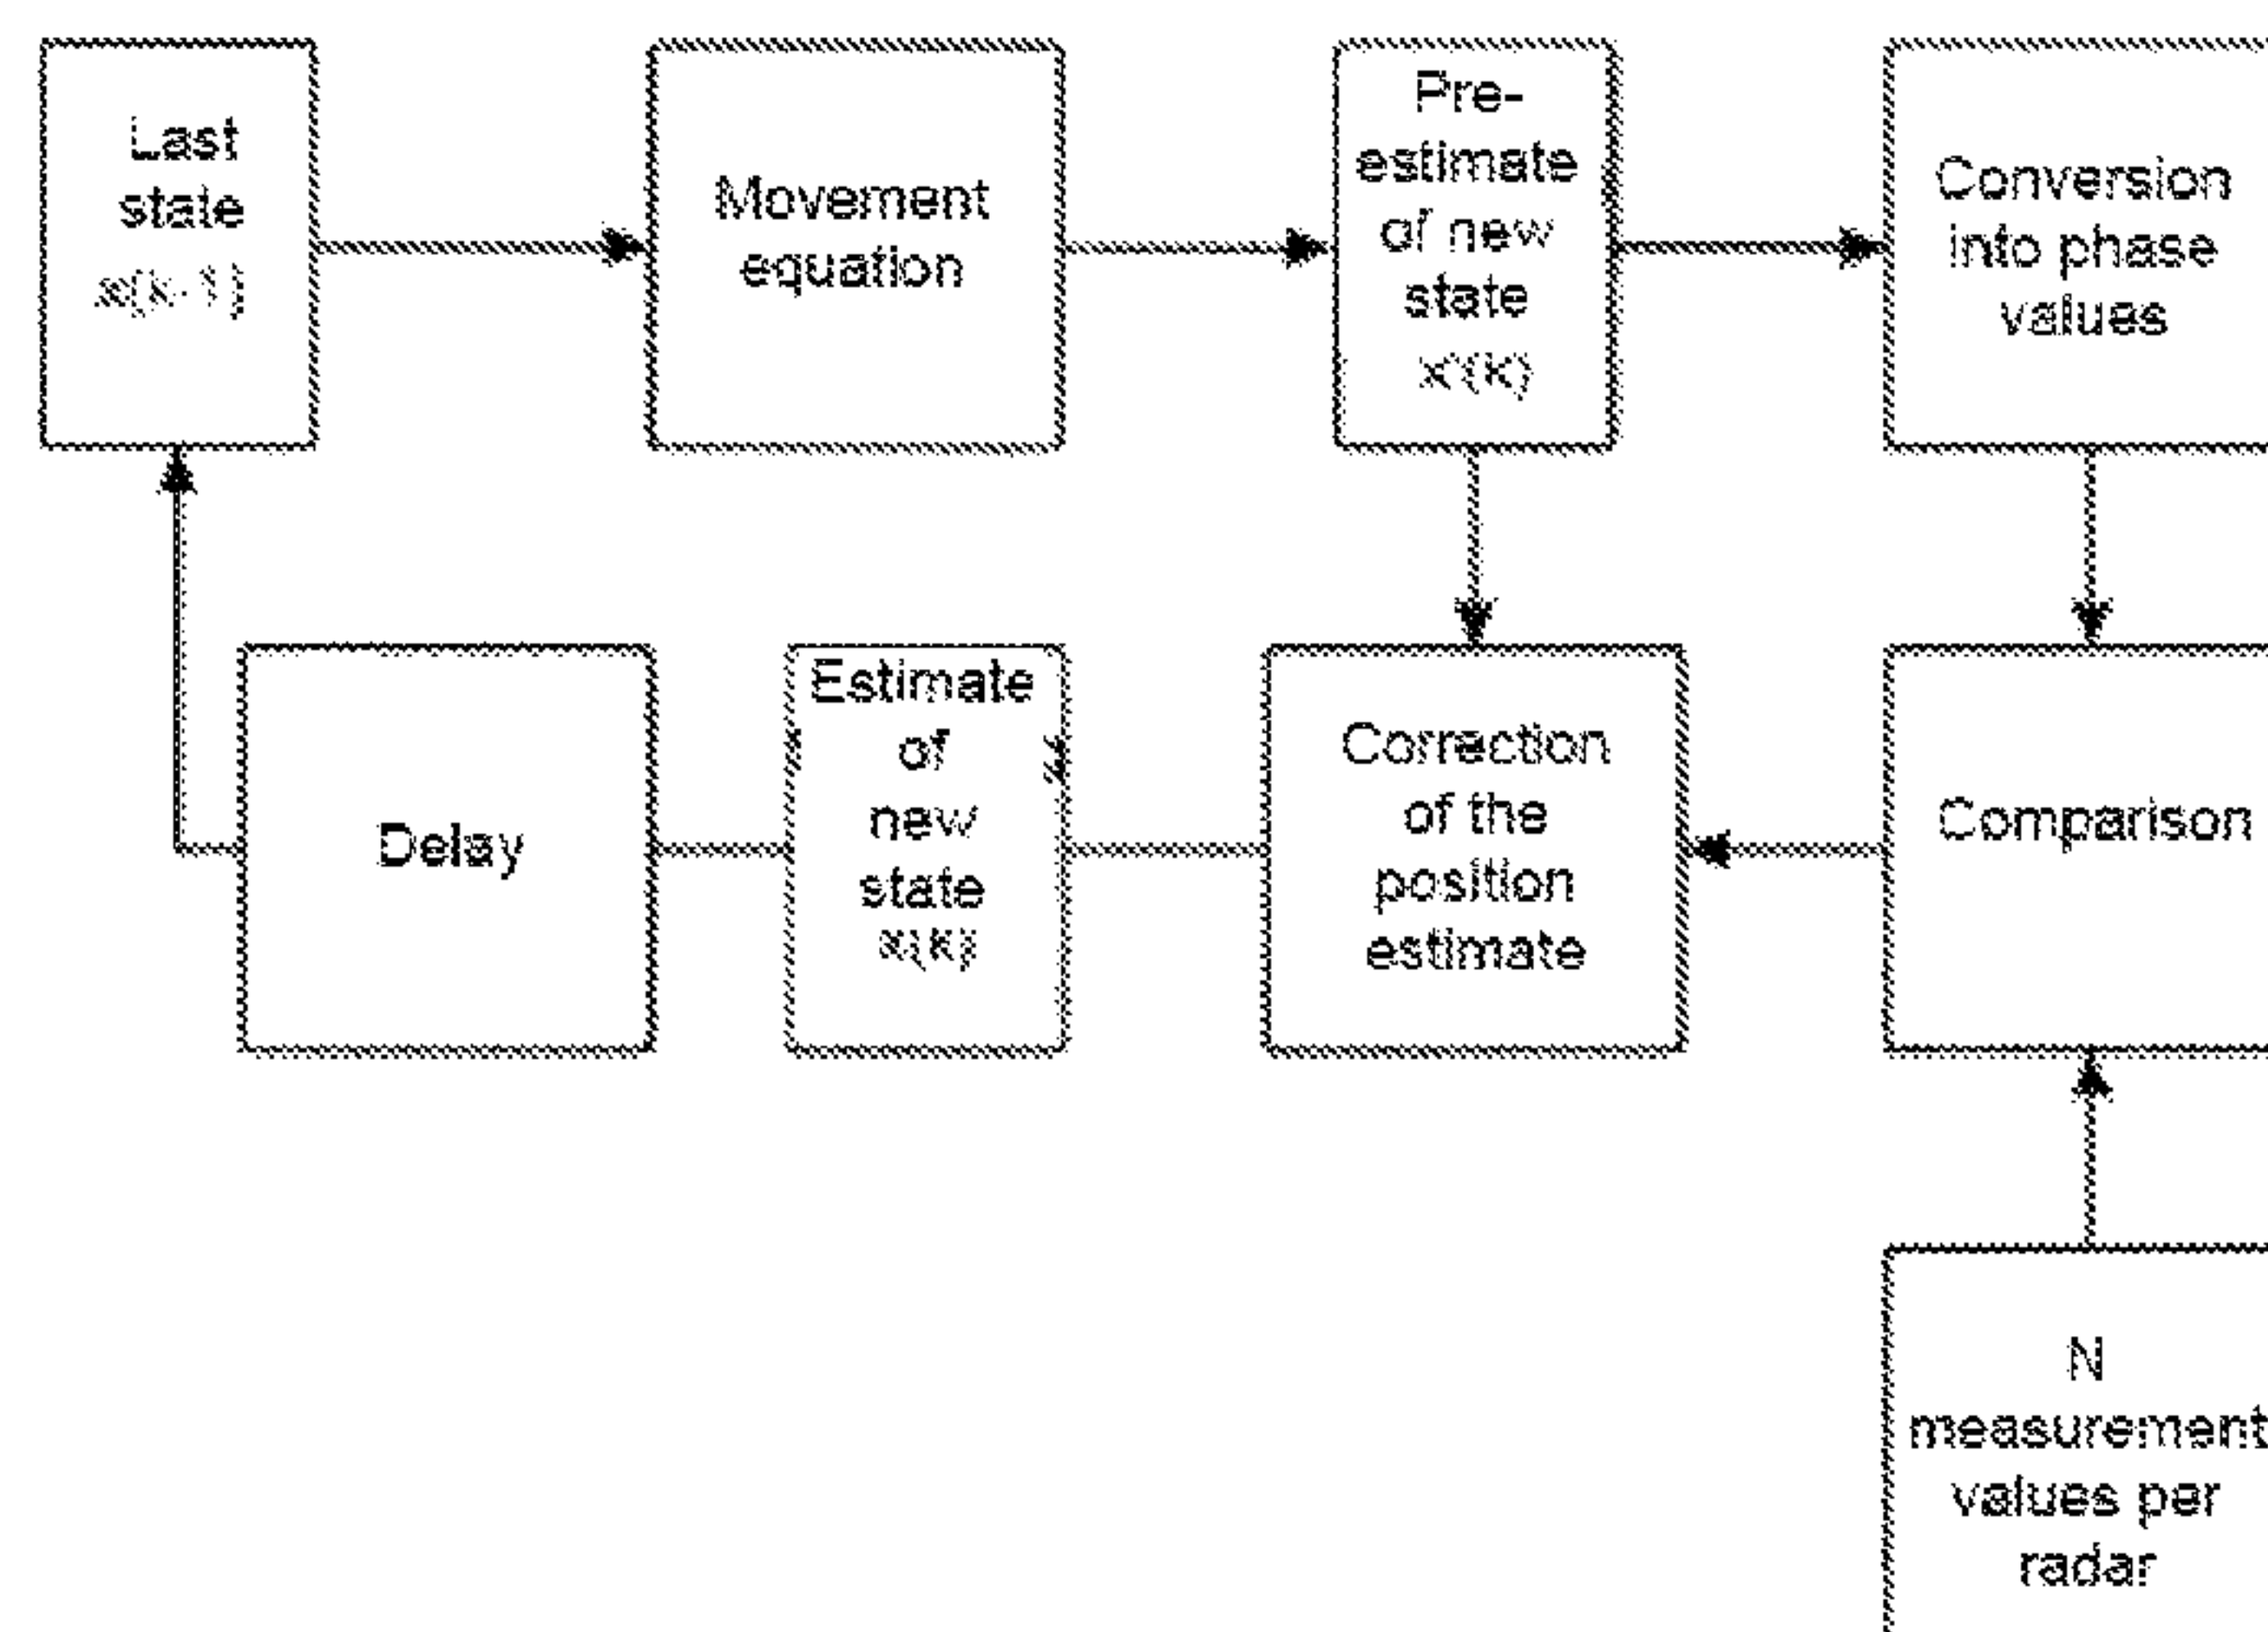 Last
state
x(k-1)
Movement
equation
Pre-
estimate
of new
state
x'(k)
Conversion
into phase
values
Delay
Estimate
of
new
state
x(k)
Correction
of the
position
estimate
Comparison
N
measurement
values per
radar